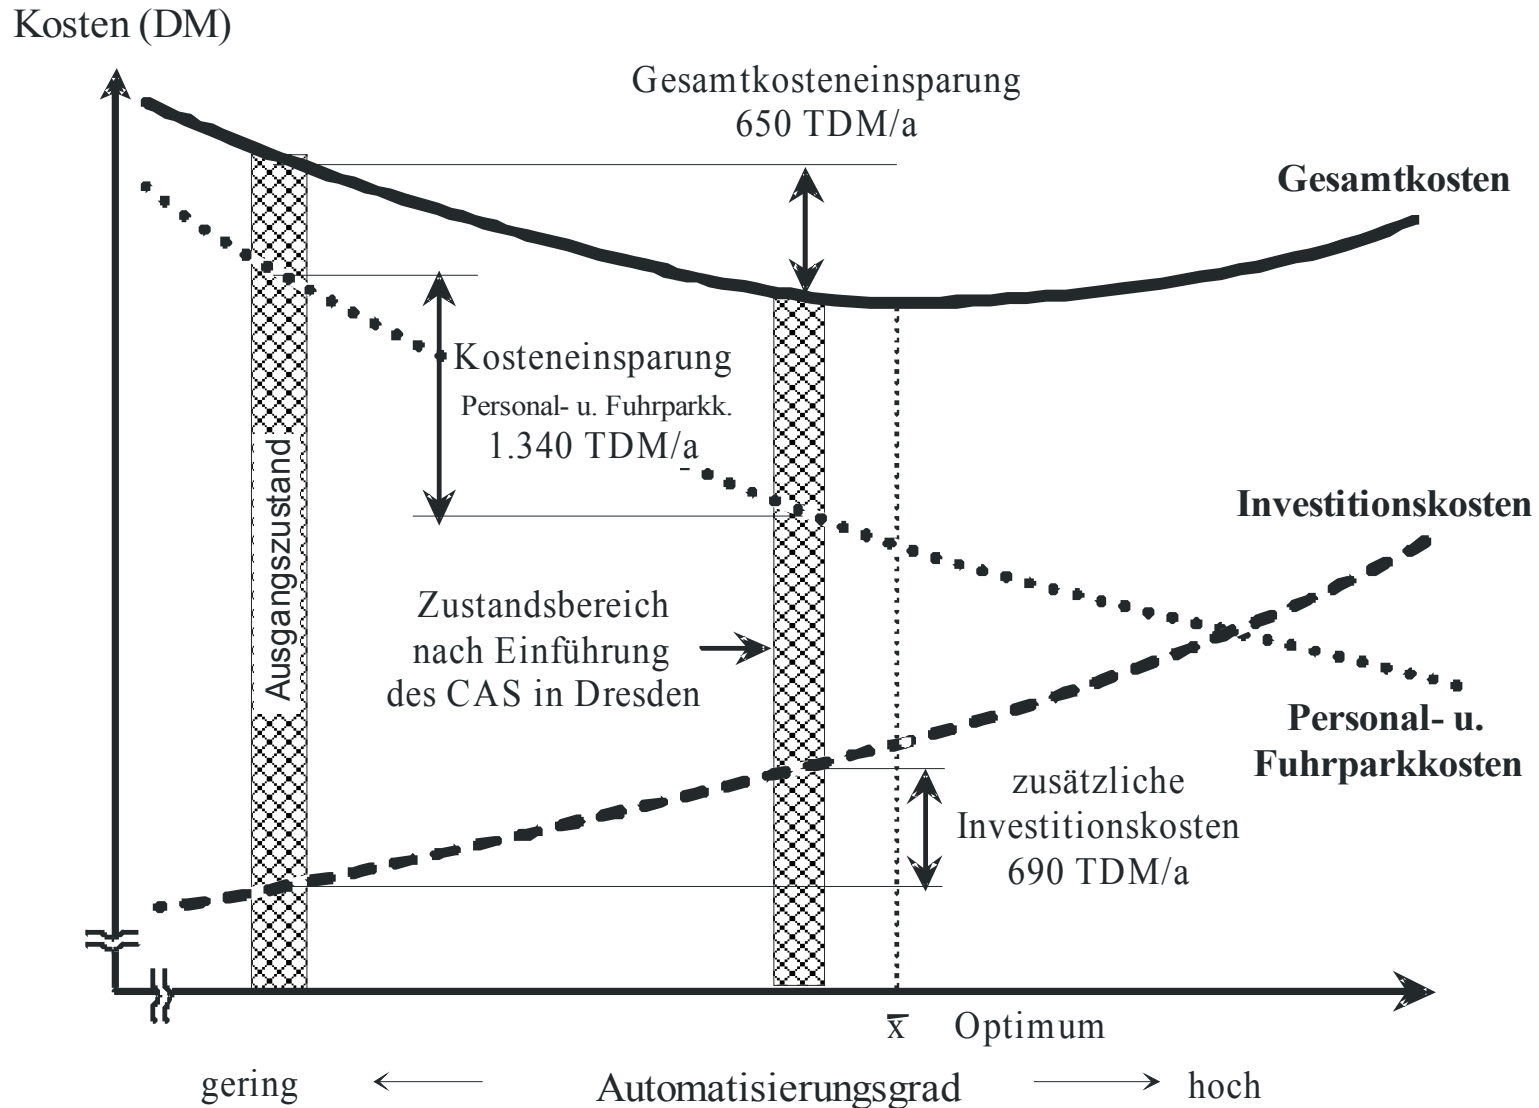 Kosten (DM)
Gesamtkosteneinsparung
650 TDM/a
Gesamtkosten
Kosteneinsparung
Personal- u. Fuhrparkk.
1.340 TDM/a
Ausgangszustand
Investitionskosten
Zustandsbereich
nach Einführung
des CAS in Dresden
Personal- u.
Fuhrparkkosten
zusätzliche
Investitionskosten
690 TDM/a
x̅ Optimum
gering Automatisierungsgrad hoch